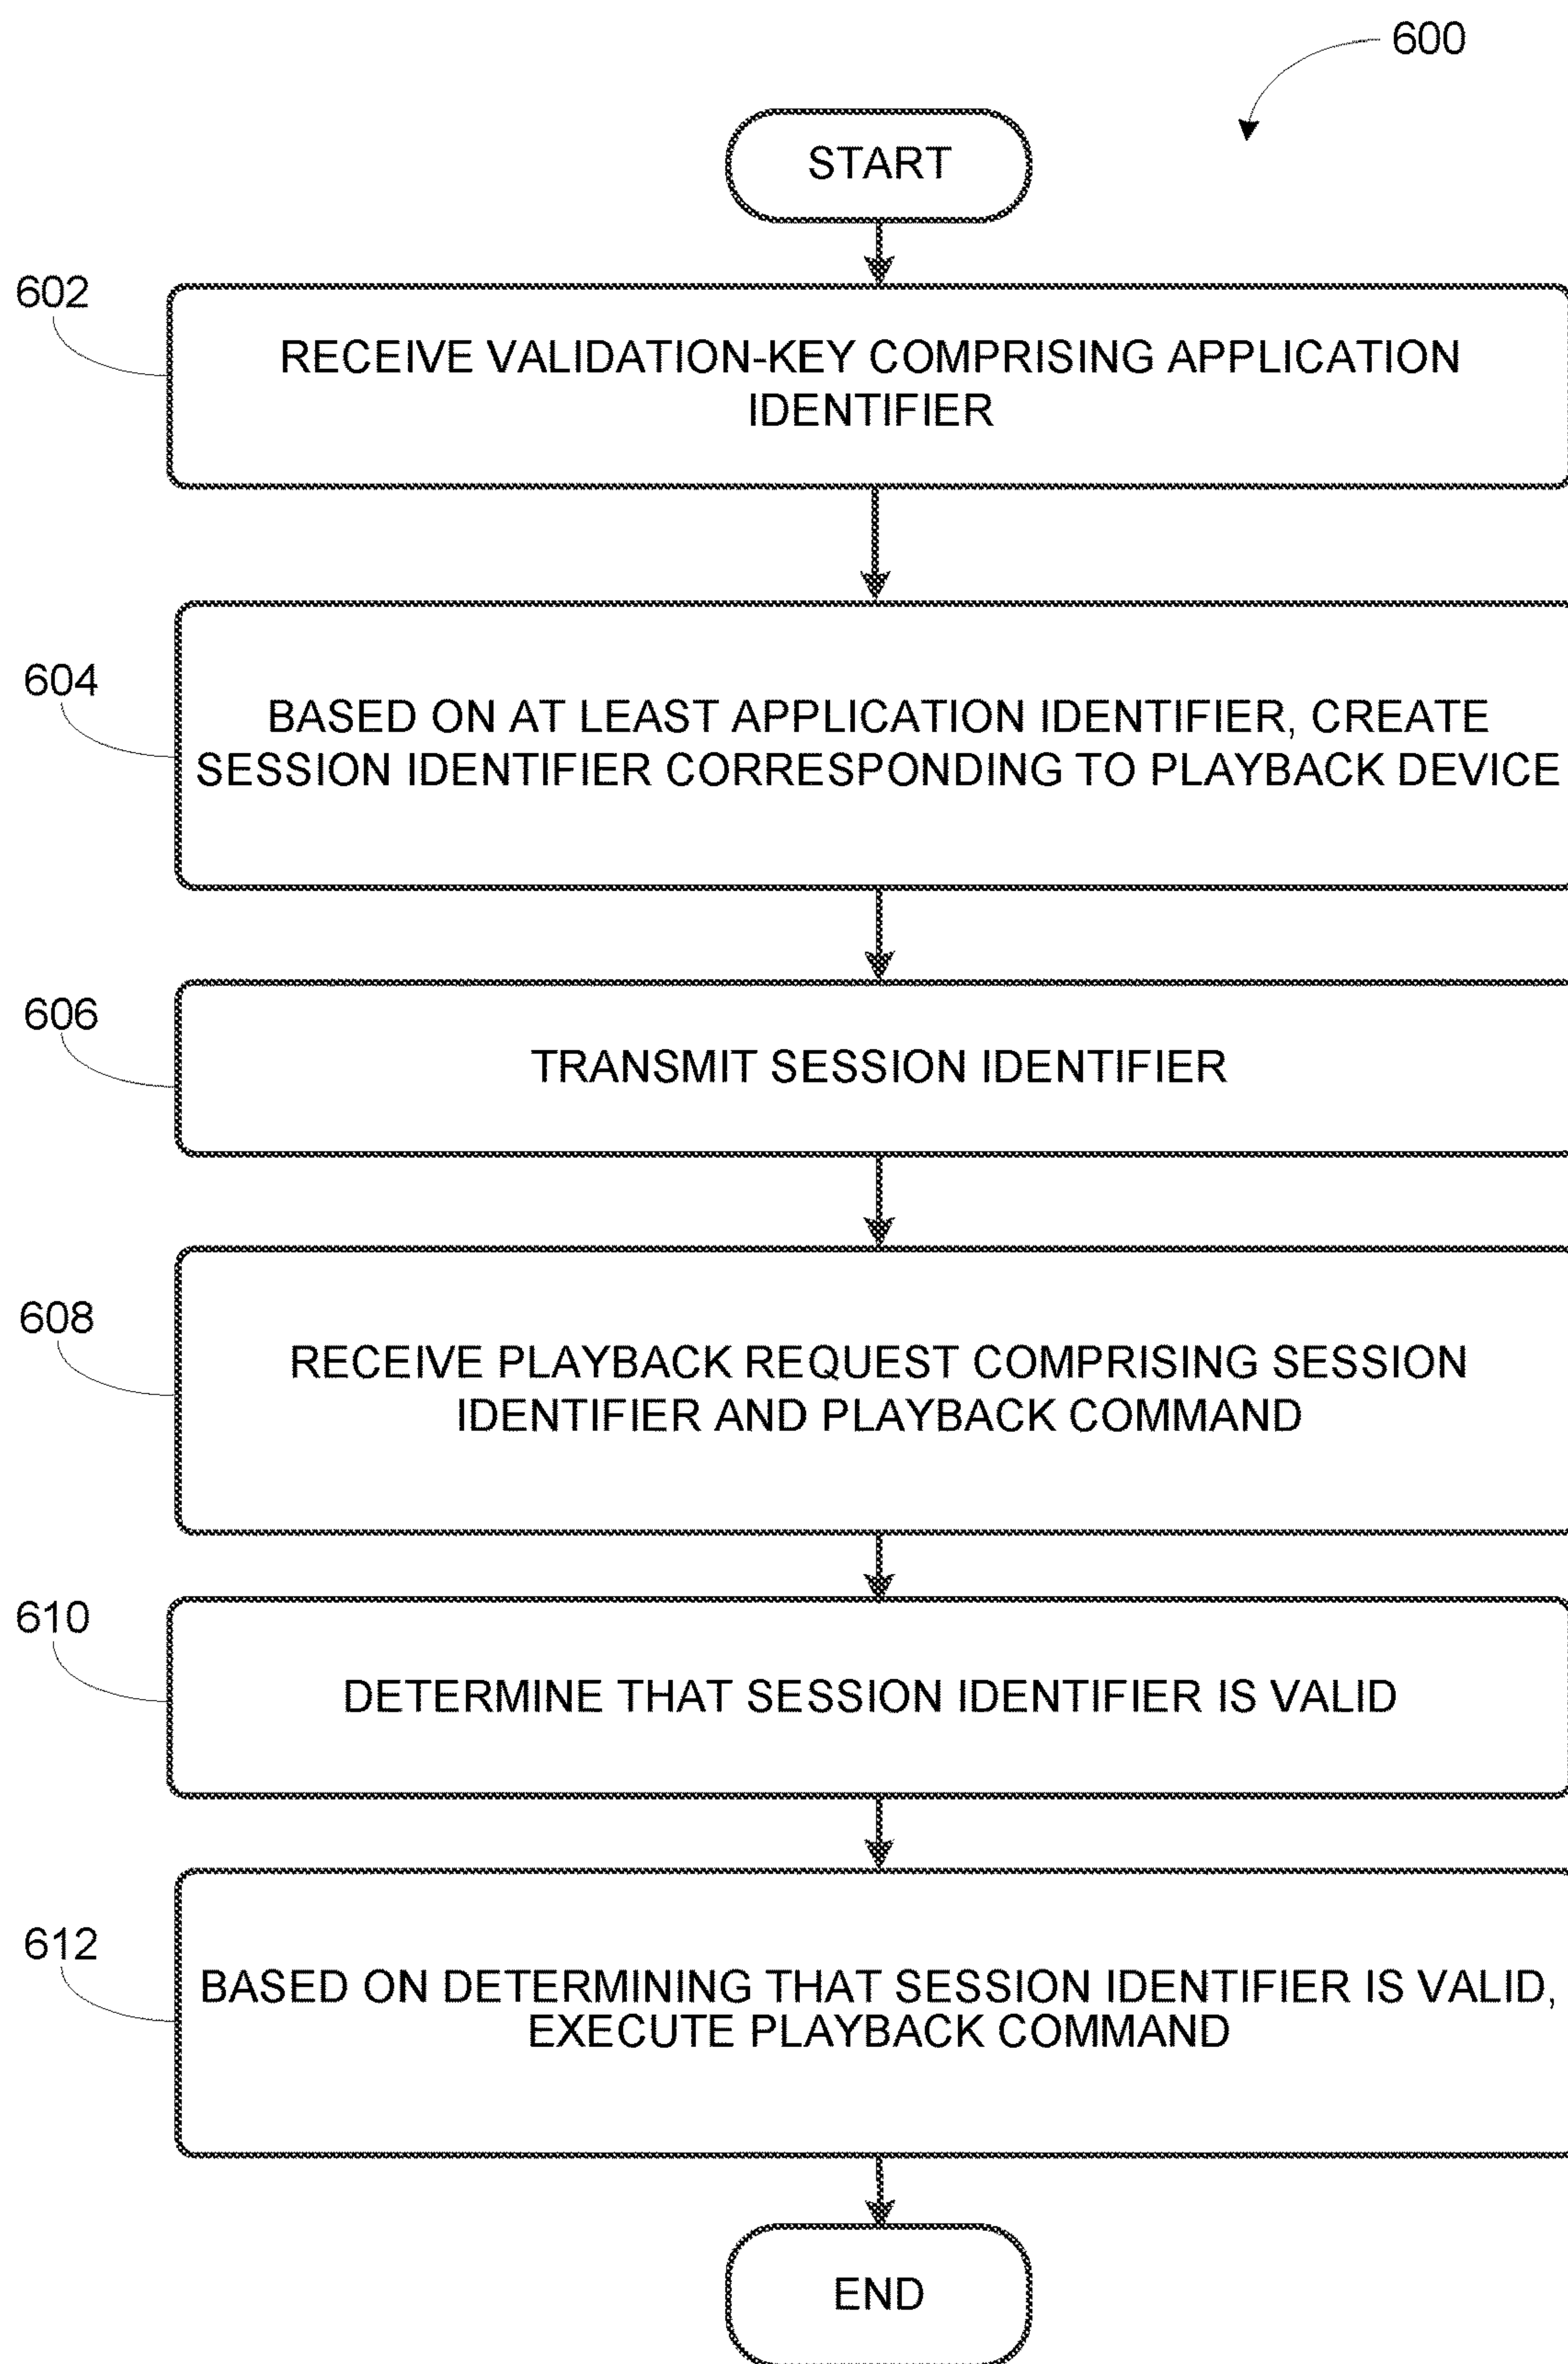 600
START
602
RECEIVE VALIDATION-KEY COMPRISING APPLICATION
IDENTIFIER
604
BASED ON AT LEAST APPLICATION IDENTIFIER, CREATE
SESSION IDENTIFIER CORRESPONDING TO PLAYBACK DEVICE
606
TRANSMIT SESSION IDENTIFIER
608
RECEIVE PLAYBACK REQUEST COMPRISING SESSION
IDENTIFIER AND PLAYBACK COMMAND
610
DETERMINE THAT SESSION IDENTIFIER IS VALID
612
BASED ON DETERMINING THAT SESSION IDENTIFIER IS VALID,
EXECUTE PLAYBACK COMMAND
END